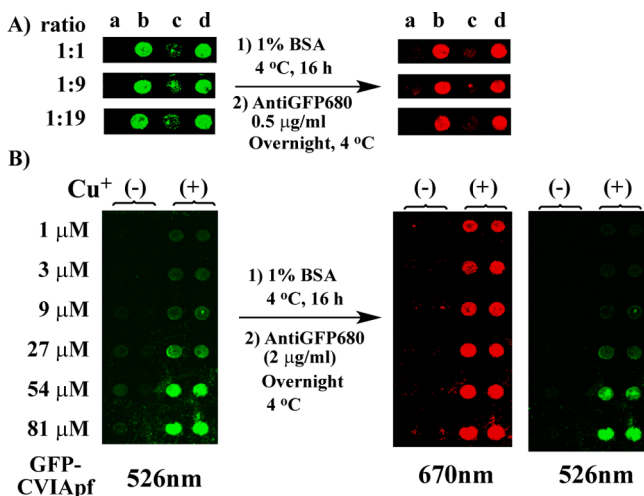 A) ratio a b c d a b c d
1:1
1:9
1:19
1) 1% BSA
4 °C, 16 h
2) AntiGFP680
0.5 µg/ml
Overnight, 4 °C
B)
Cu+ (-) (+) (-) (+) (-) (+)
1 µM
3 µM
9 µM
27 µM
54 µM
81 µM
1) 1% BSA
4 °C, 16 h
2) AntiGFP680
(2 µg/ml)
Overnight
4 °C
GFP-
CVIApf
526nm 670nm 526nm